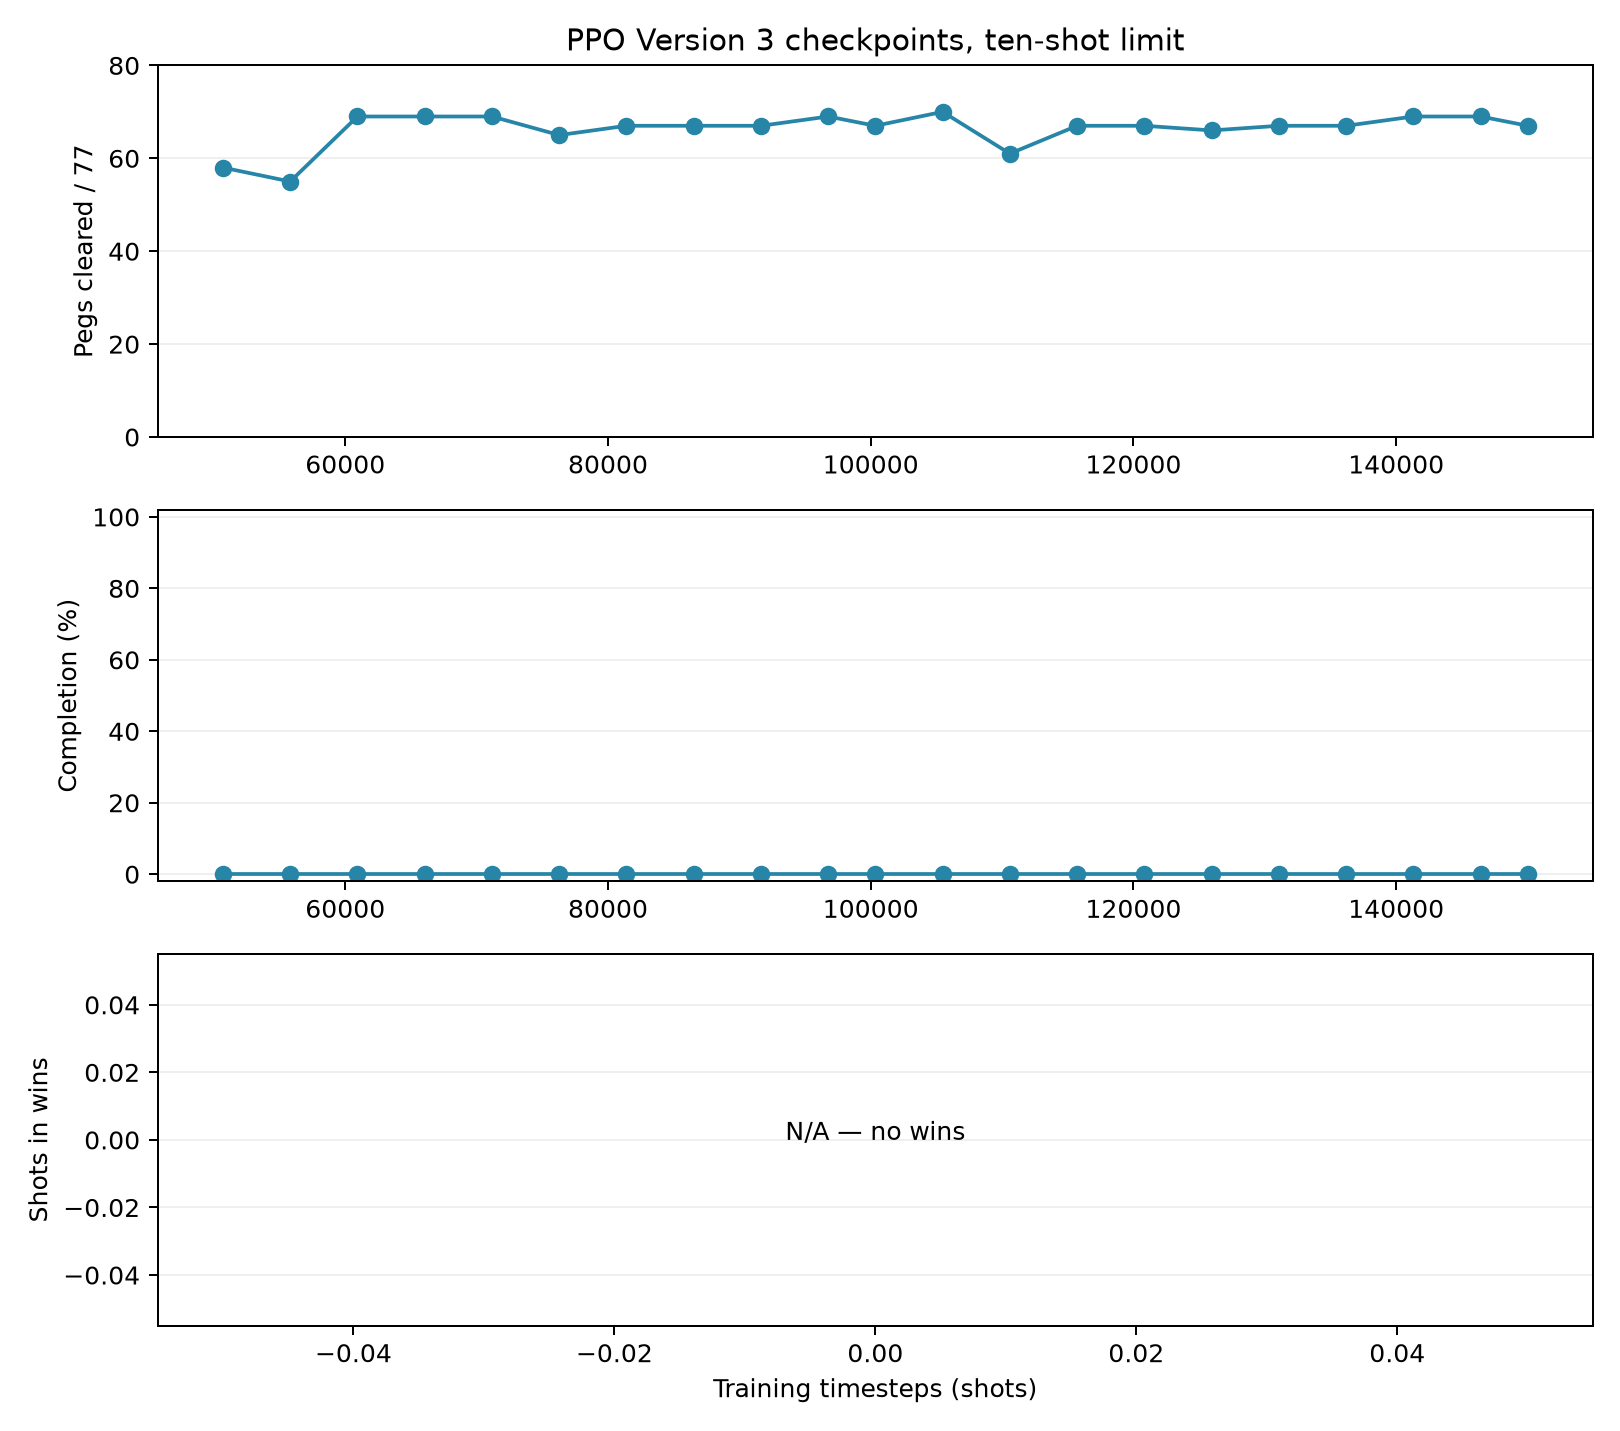 PPO Version 3 checkpoints, ten-shot limit
80
60
40
20
0
Pegs cleared / 77
60000 80000 100000 120000 140000
100
80
60
40
20
0
Completion (%)
60000 80000 100000 120000 140000
0.04
0.02
0.00
−0.02
−0.04
Shots in wins
N/A — no wins
−0.04 −0.02 0.00 0.02 0.04
Training timesteps (shots)